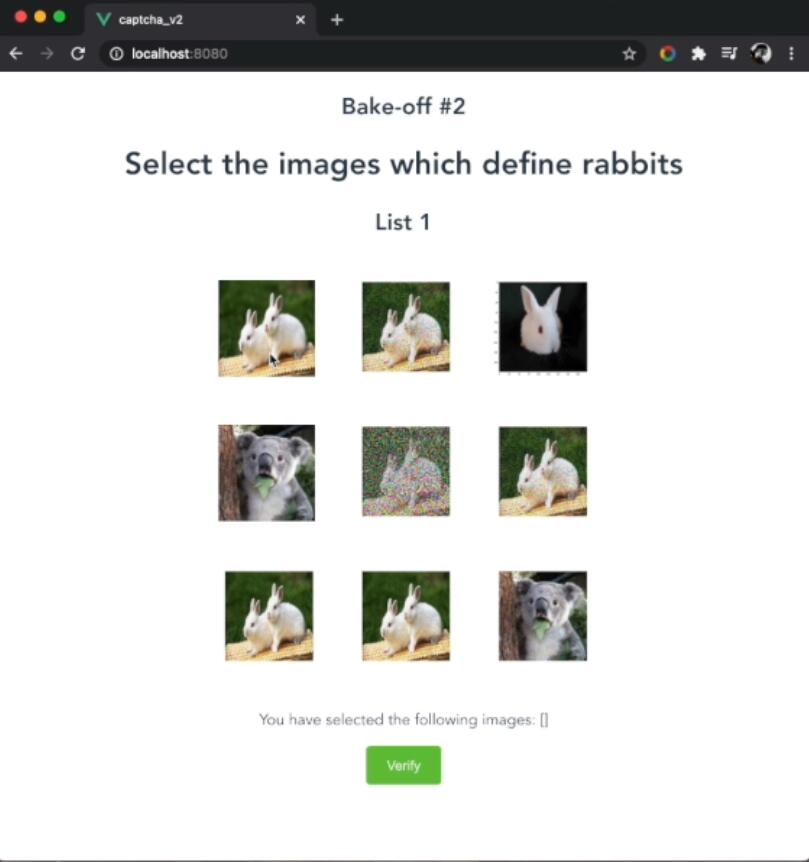 captcha_v2
localhost:8080
Bake-off #2
Select the images which define rabbits
List 1
You have selected the following images: []
Verify